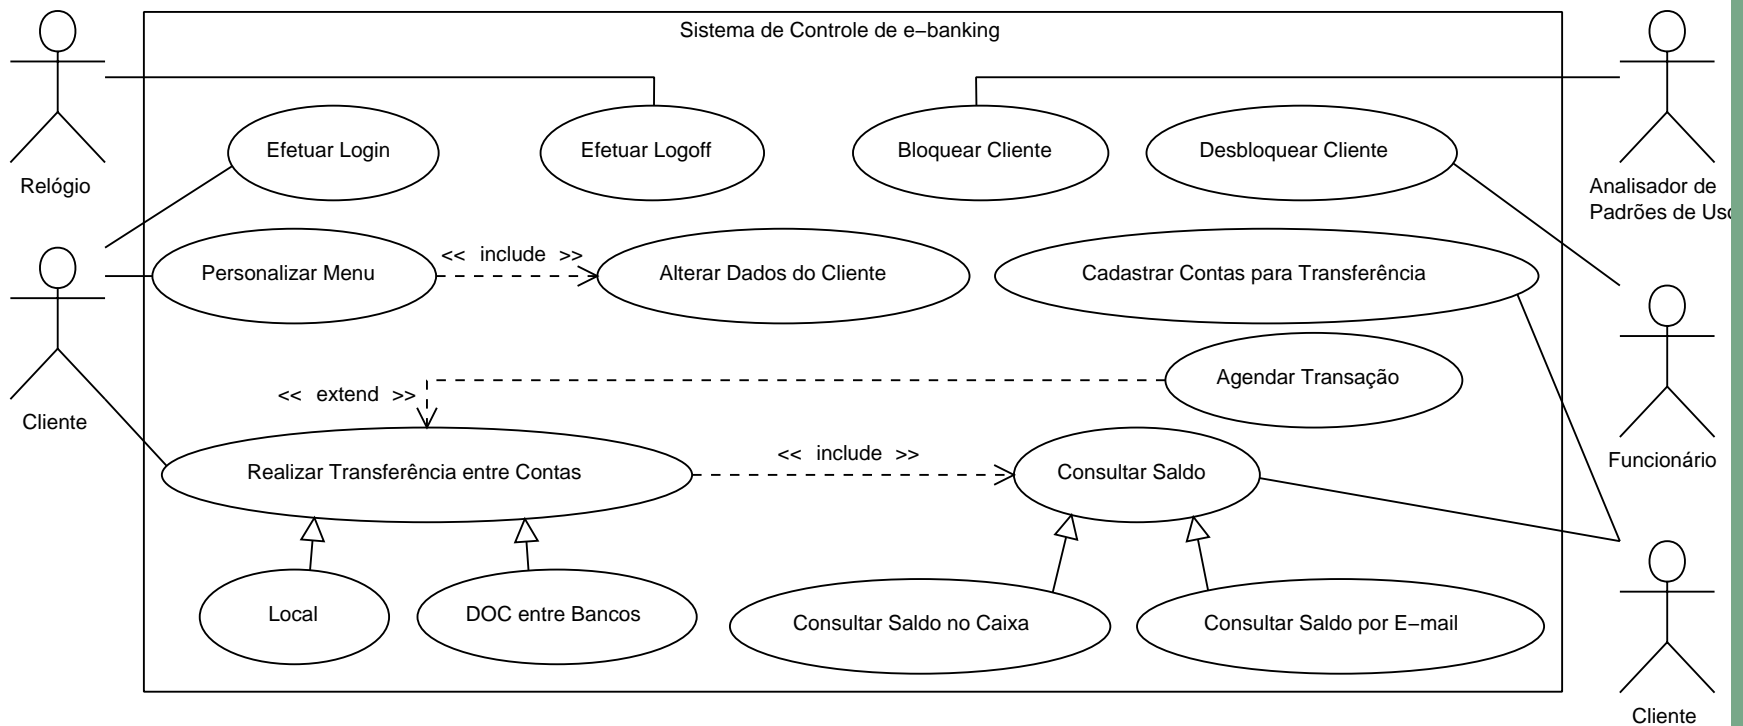 Sistema de Controle de e−banking
Efetuar Login
Efetuar Logoff
Bloquear Cliente
Desbloquear Cliente
Relógio
Analisador de
Padrões de Uso
<< include >>
Personalizar Menu
Alterar Dados do Cliente
Cadastrar Contas para Transferência
Agendar Transação
<< extend >>
Cliente
Funcionário
Realizar Transferência entre Contas
<< include >>
Consultar Saldo
Local
DOC entre Bancos
Consultar Saldo no Caixa
Consultar Saldo por E−mail
Cliente